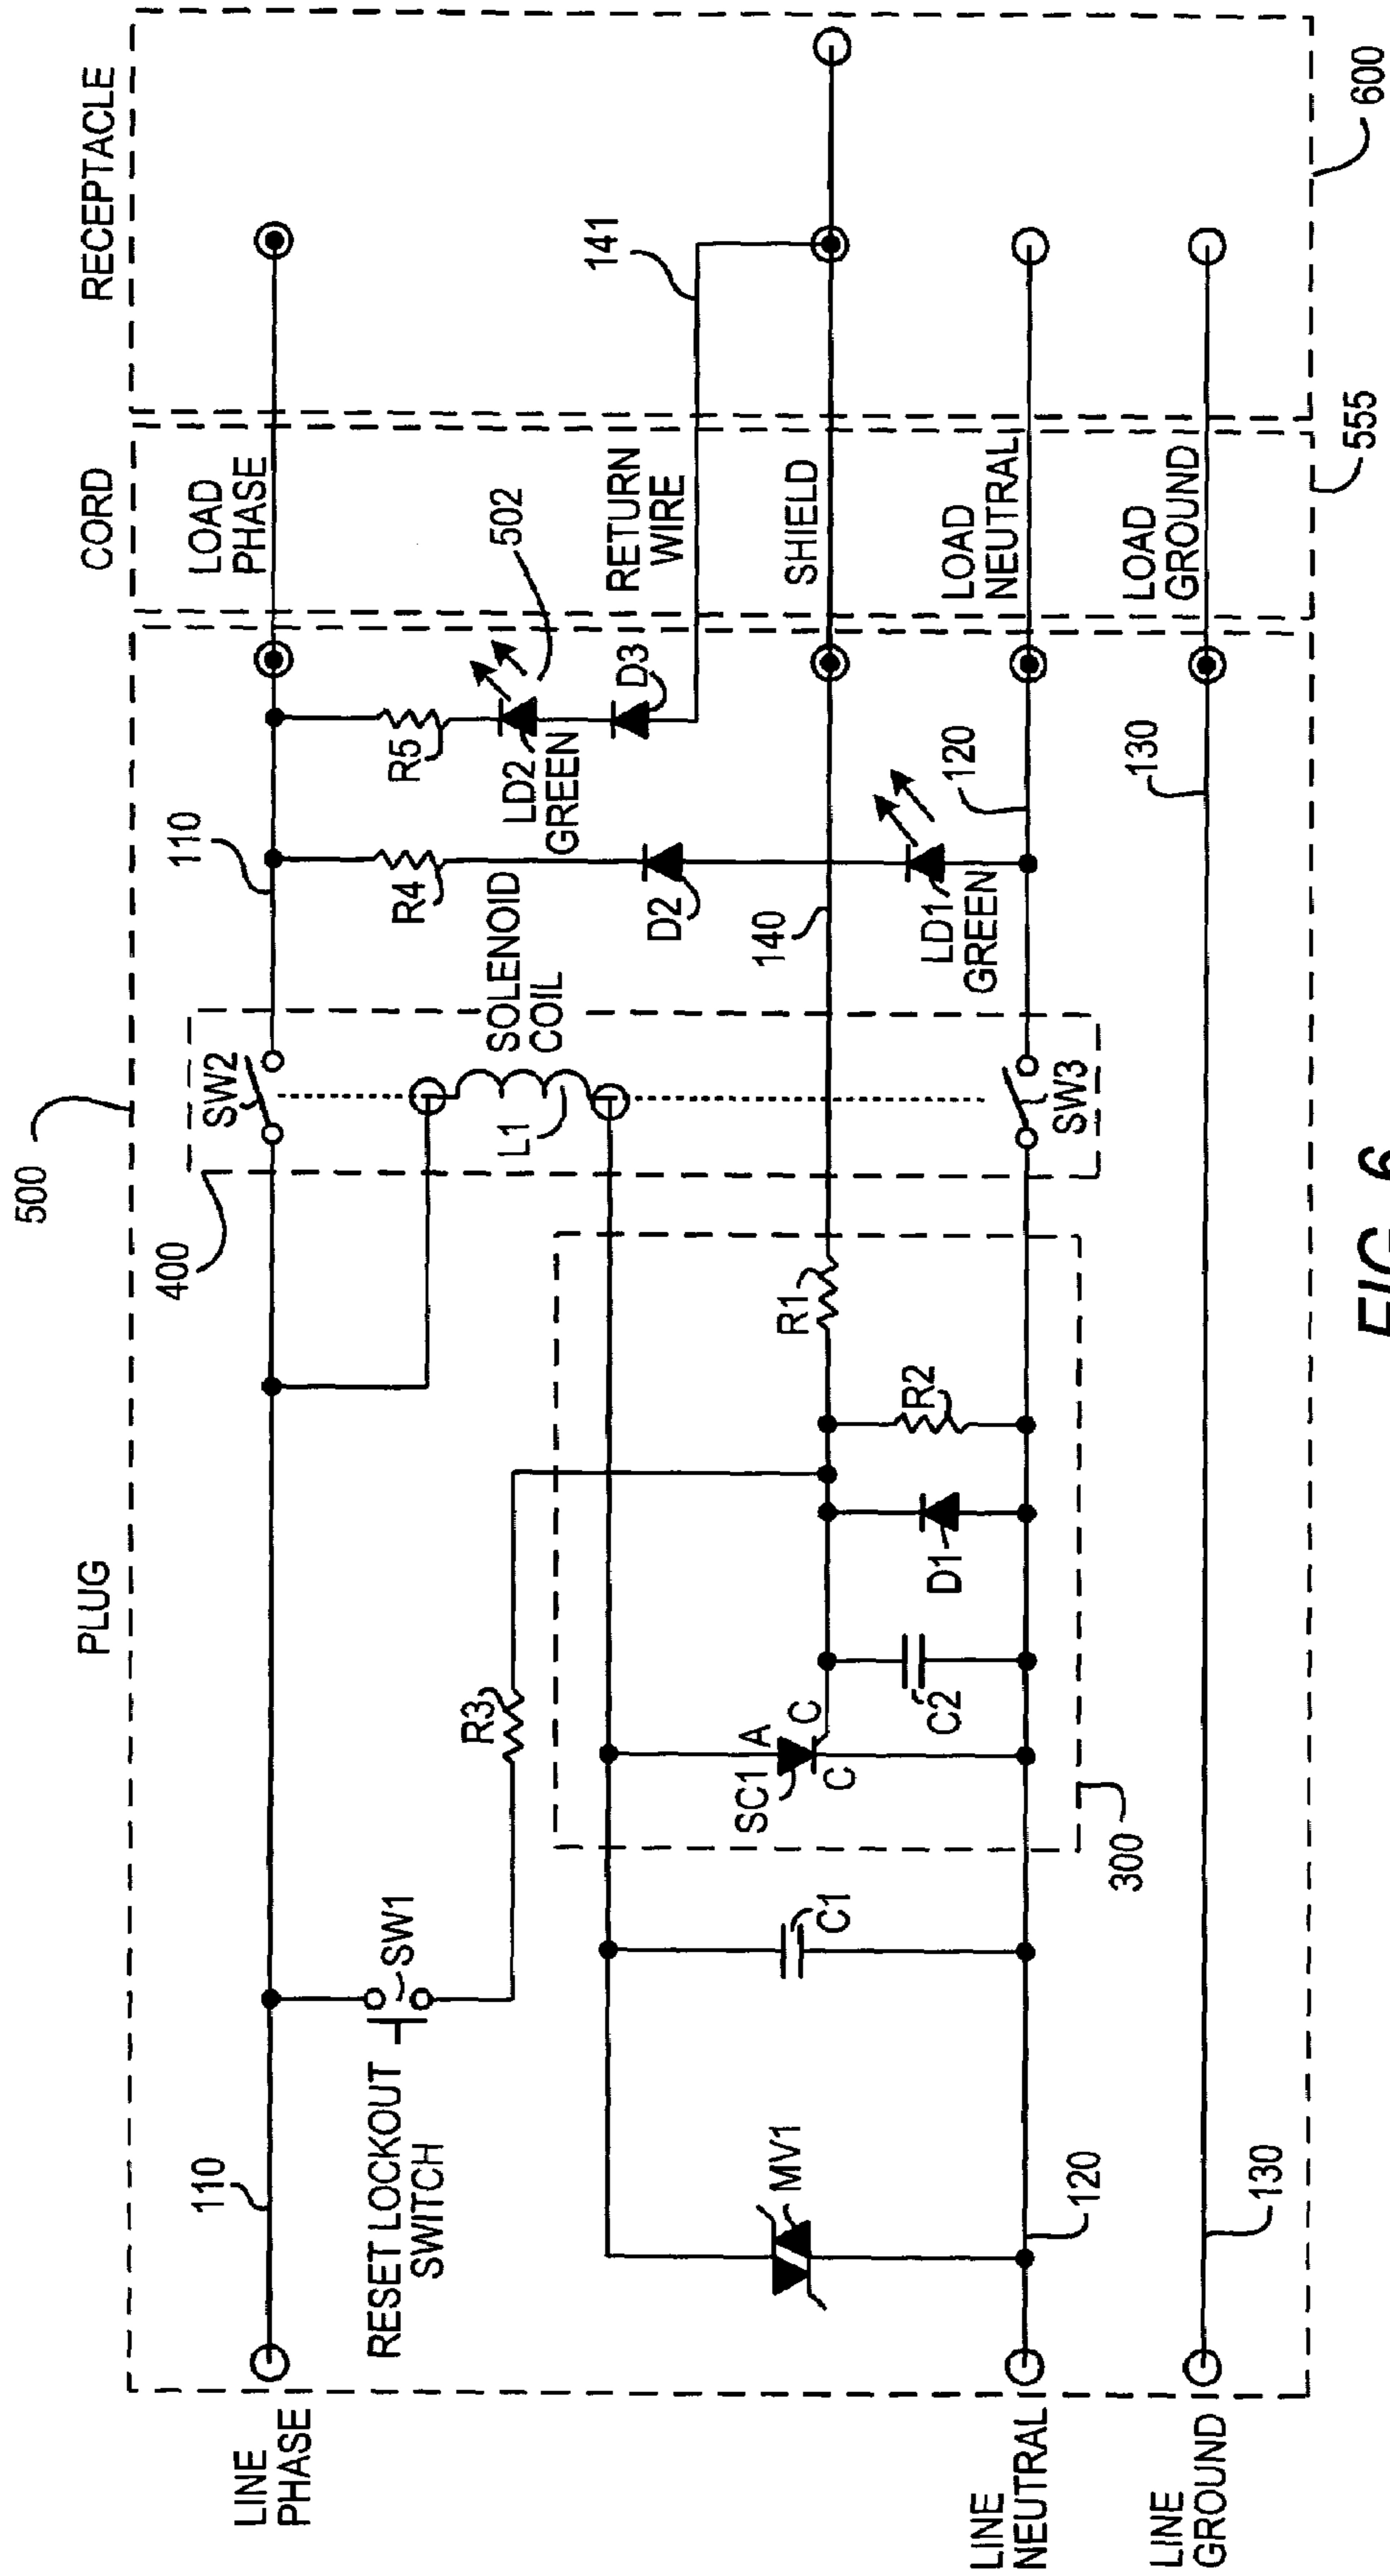 PLUG
CORD
RECEPTACLE
500
400
LINE
PHASE
110
RESET LOCKOUT
SWITCH
SW1
R3
SW2
SOLENOID
COIL
L1
110
R4
R5
D2
LD2
GREEN
502
D3
LOAD
PHASE
RETURN
WIRE
141
SHIELD
140
LD1
GREEN
MV1
C1
SC1
A
C
C
C2
D1
R2
R1
300
SW3
120
120
LOAD
NEUTRAL
LINE
NEUTRAL
LINE
GROUND
130
130
LOAD
GROUND
555
600
FIG. 6